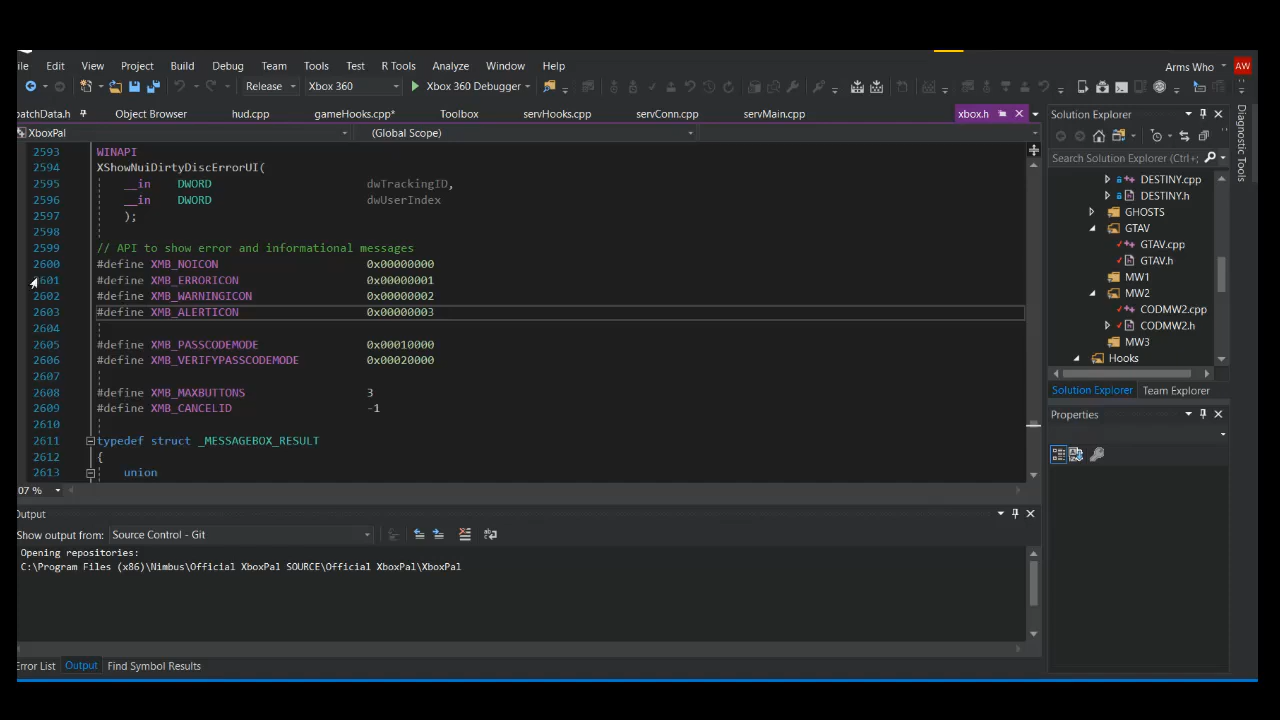 ile Edit View Project Build Debug Team Tools Test R Tools Analyze Window Help Arms Who AW
Release Xbox 360 Xbox 360 Debugger
patchData.h Object Browser hud.cpp gameHooks.cpp* Toolbox servHooks.cpp servConn.cpp servMain.cpp xbox.h
XboxPal (Global Scope)
2593 WINAPI
2594 XShowNuiDirtyDiscErrorUI(
2595 __in DWORD dwTrackingID,
2596 __in DWORD dwUserIndex
2597 );
2598
2599 // API to show error and informational messages
2600 #define XMB_NOICON 0x00000000
2601 #define XMB_ERRORICON 0x00000001
2602 #define XMB_WARNINGICON 0x00000002
2603 #define XMB_ALERTICON 0x00000003
2604
2605 #define XMB_PASSCODEMODE 0x00010000
2606 #define XMB_VERIFYPASSCODEMODE 0x00020000
2607
2608 #define XMB_MAXBUTTONS 3
2609 #define XMB_CANCELID -1
2610
2611 typedef struct _MESSAGEBOX_RESULT
2612 {
2613 union
07 %
Output
Show output from: Source Control - Git
Opening repositories:
C:\Program Files (x86)\Nimbus\Official XboxPal SOURCE\Official XboxPal\XboxPal
Error List Output Find Symbol Results
Solution Explorer
Search Solution Explorer (Ctrl+;
DESTINY.cpp
DESTINY.h
GHOSTS
GTAV
GTAV.cpp
GTAV.h
MW1
MW2
CODMW2.cpp
CODMW2.h
MW3
Hooks
Solution Explorer Team Explorer
Properties
Diagnostic Tools